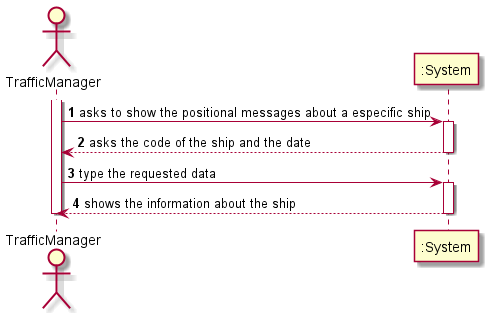 TrafficManager
:System
1 asks to show the positional messages about a especific ship
2 asks the code of the ship and the date
3 type the requested data
4 shows the information about the ship
TrafficManager
:System